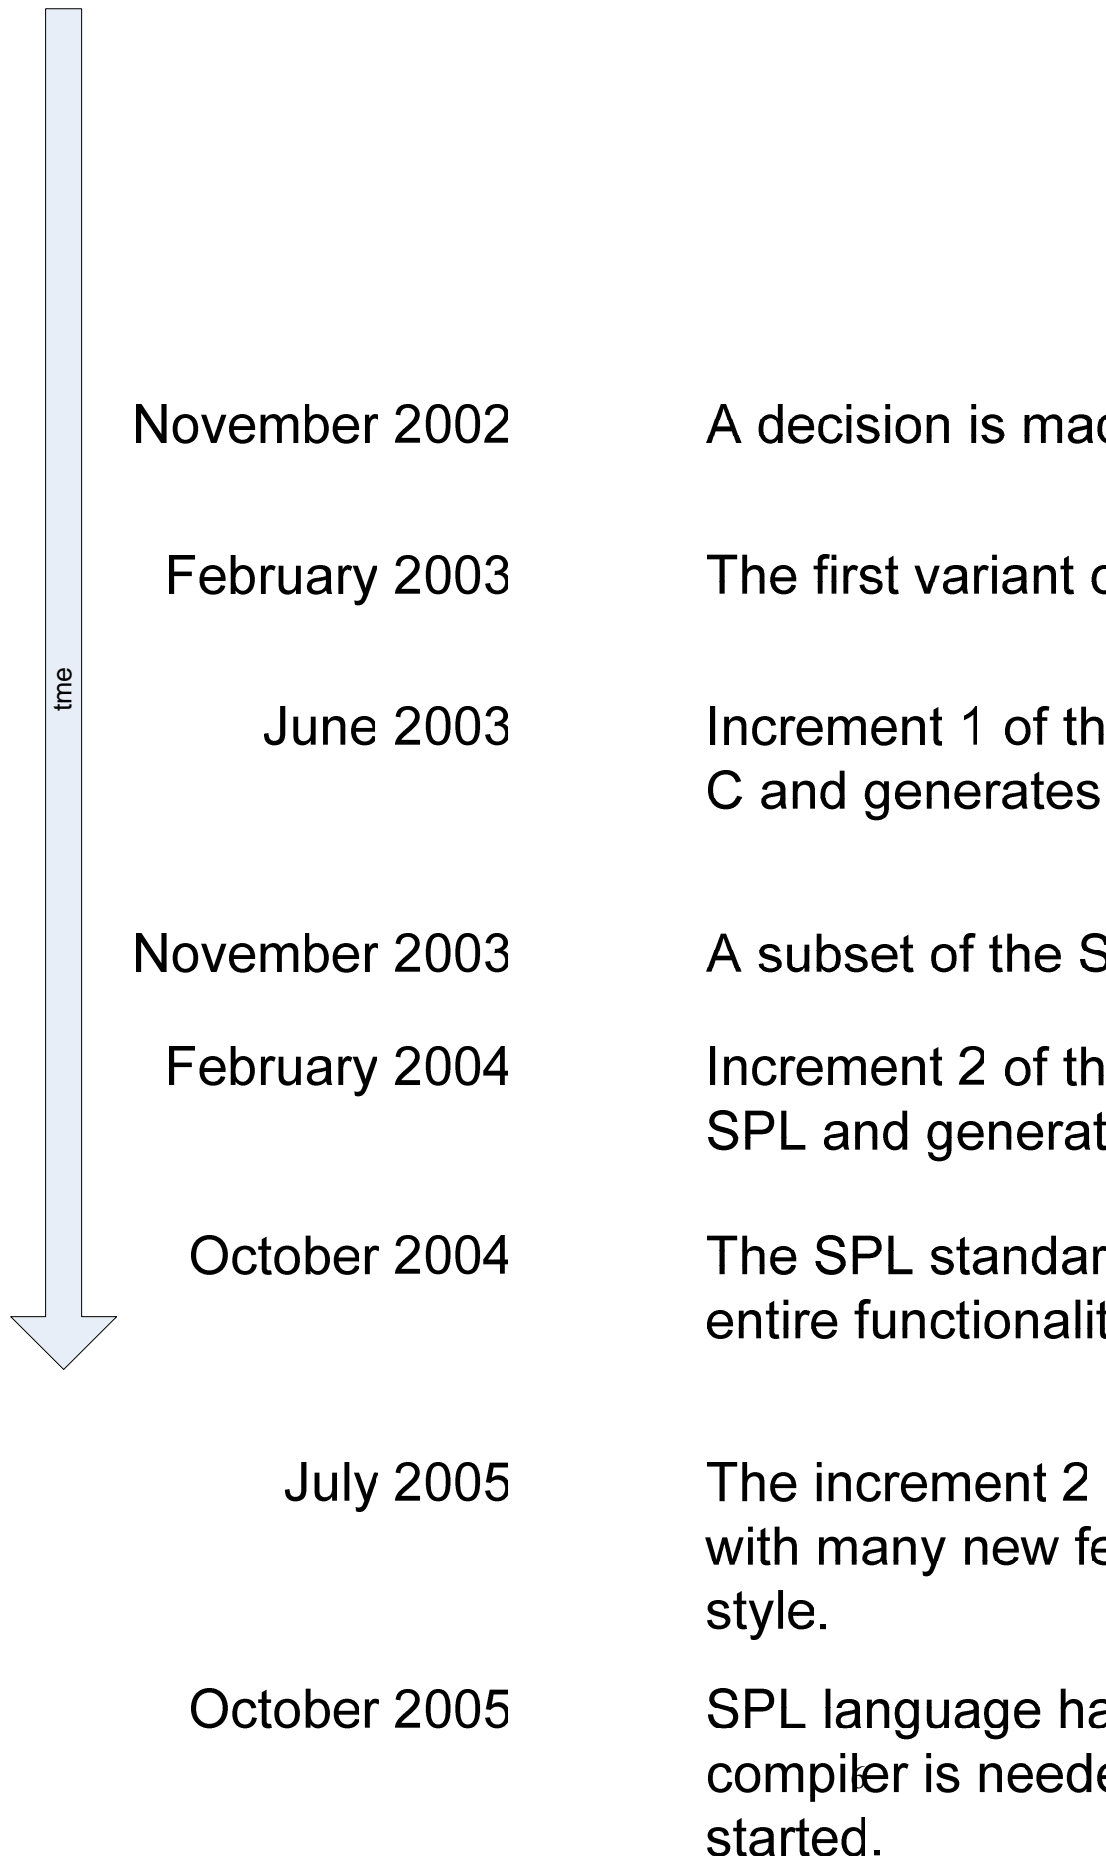 tme
November 2002 A decision is mad
February 2003 The first variant o
June 2003 Increment 1 of th
C and generates
November 2003 A subset of the S
February 2004 Increment 2 of th
SPL and generat
October 2004 The SPL standar
entire functionalit
July 2005 The increment 2
with many new fe
style.
October 2005 SPL language ha
compiler is neede
6
started.